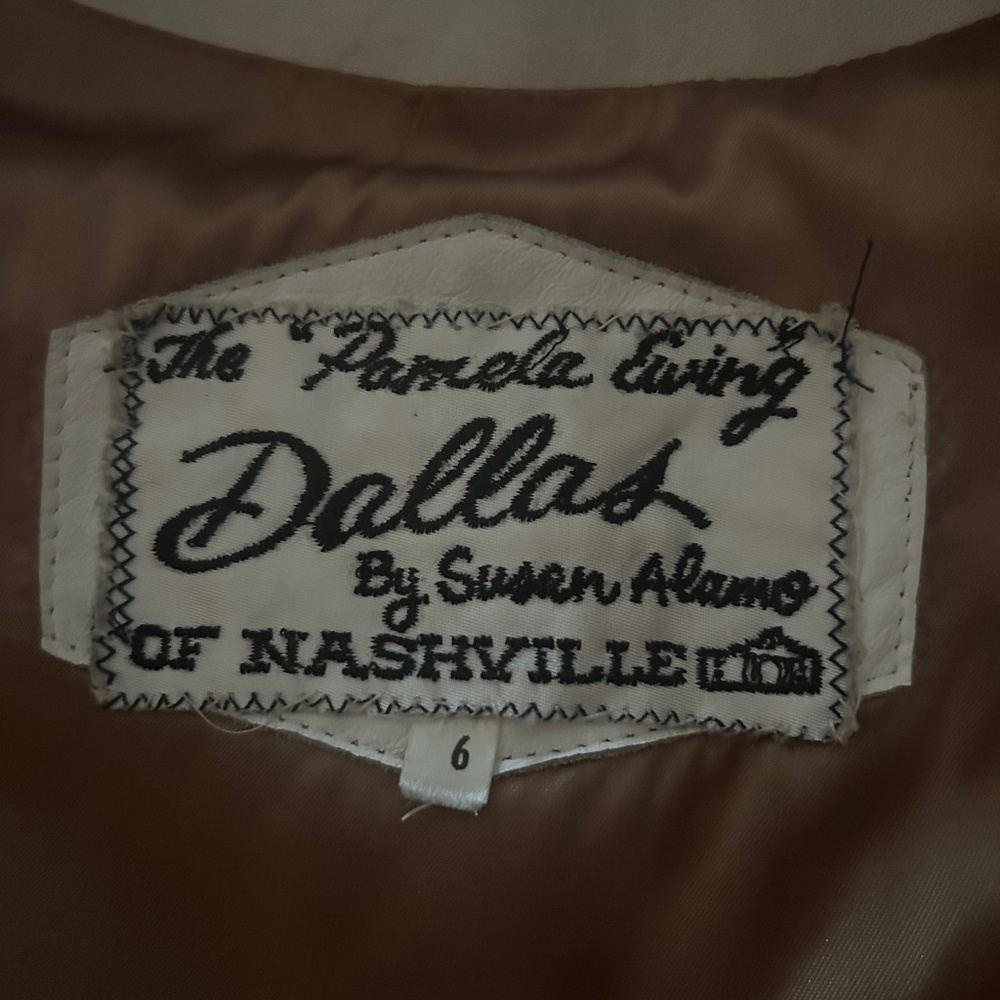 The "Pamela Ewing"
Dallas
By Susan Alamo
OF NASHVILLE
6